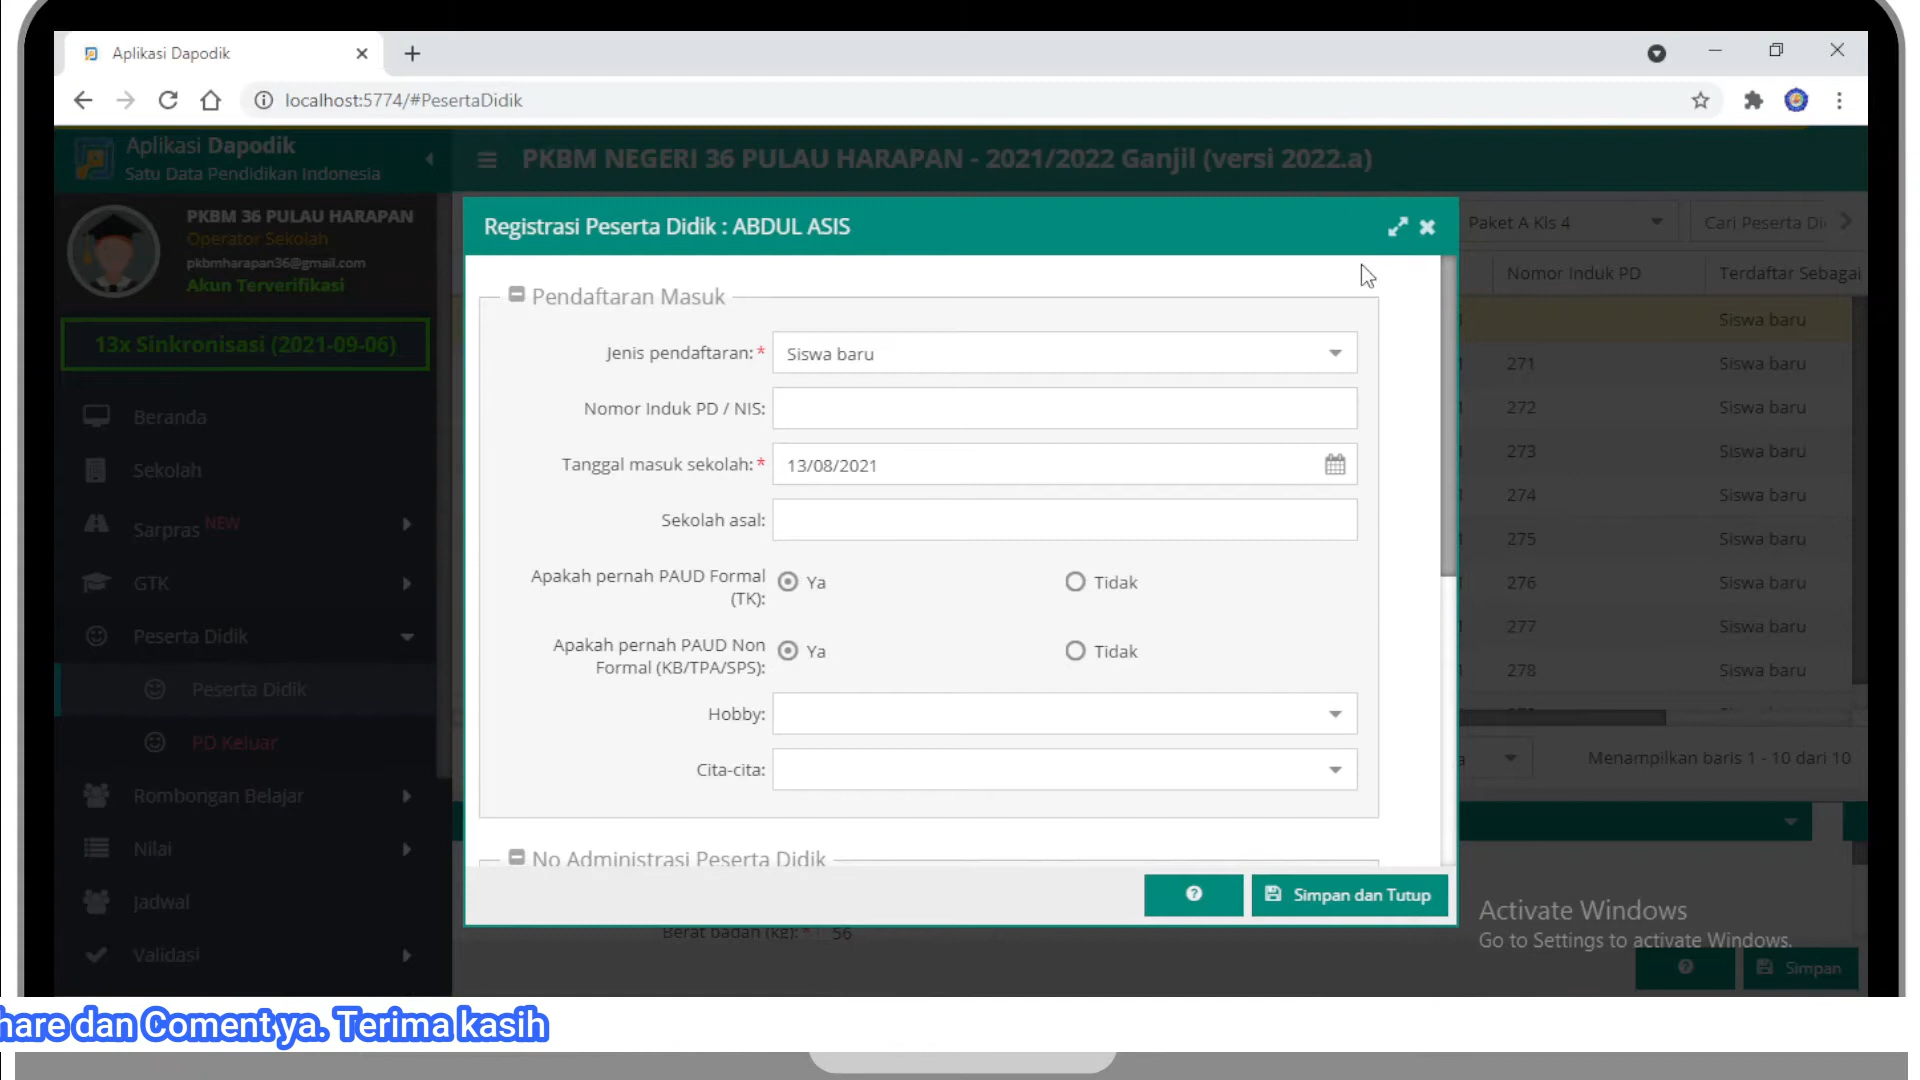 Aplikasi Dapodik
localhost:5774/#PesertaDidik
Aplikasi Dapodik
Satu Data Pendidikan Indonesia
PKBM NEGERI 36 PULAU HARAPAN - 2021/2022 Ganjil (versi 2022.a)
PKBM 36 PULAU HARAPAN
Operator Sekolah
pkbmharapan36@gmail.com
Akun Terverifikasi
13x Sinkronisasi (2021-09-06)
Beranda
Sekolah
Sarpras NEW
GTK
Peserta Didik
Peserta Didik
PD Keluar
Rombongan Belajar
Nilai
Jadwal
Validasi
Registrasi Peserta Didik : ABDUL ASIS
Pendaftaran Masuk
Jenis pendaftaran:* Siswa baru
Nomor Induk PD / NIS:
Tanggal masuk sekolah:* 13/08/2021
Sekolah asal:
Apakah pernah PAUD Formal (TK): Ya Tidak
Apakah pernah PAUD Non Formal (KB/TPA/SPS): Ya Tidak
Hobby:
Cita-cita:
No Administrasi Peserta Didik
Simpan dan Tutup
Berat badan (kg): * 56
Paket A Kls 4
Cari Peserta Di
Nomor Induk PD Terdaftar Sebagai
Siswa baru
271 Siswa baru
272 Siswa baru
273 Siswa baru
274 Siswa baru
275 Siswa baru
276 Siswa baru
277 Siswa baru
278 Siswa baru
Menampilkan baris 1 - 10 dari 10
Activate Windows
Go to Settings to activate Windows.
Simpan
hare dan Coment ya. Terima kasih